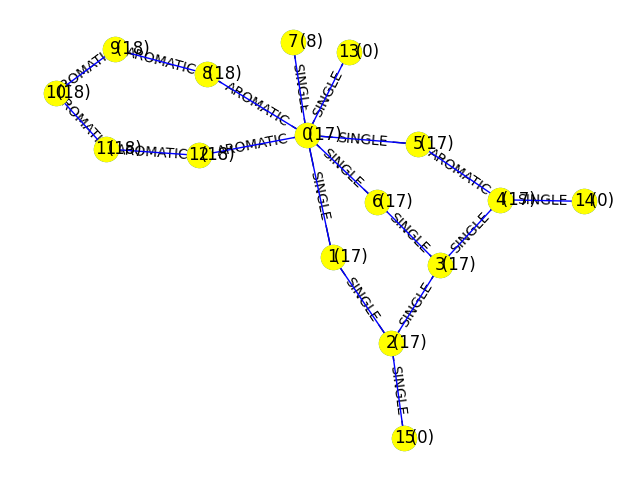 7(8)
13(0)
9(18)
AROMATIC
8(18)
AROMATIC
10(18)
AROMATIC
SINGLE
SINGLE
AROMATIC
0(17)
SINGLE
5(17)
11(18)
AROMATIC
12(18)
AROMATIC
SINGLE
AROMATIC
6(17)
SINGLE
4(17)
SINGLE
14(0)
SINGLE
SINGLE
1(17)
3(17)
SINGLE
SINGLE
2(17)
SINGLE
15(0)